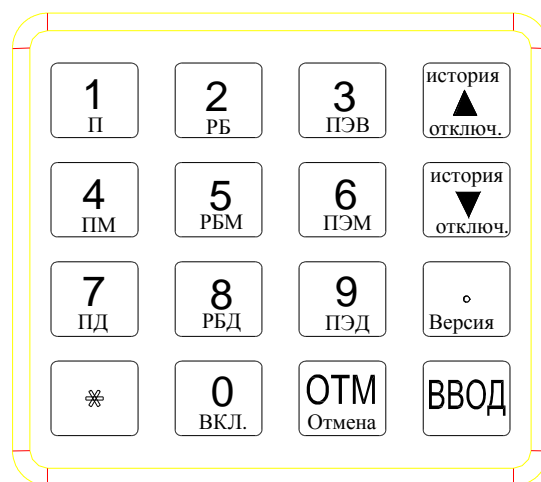 1
П
2
РБ
3
ПЭВ
история
▲
отключ.
4
ПМ
5
РБМ
6
ПЭМ
история
▼
отключ.
7
ПД
8
РБД
9
ПЭД
.
Версия
*
0
ВКЛ.
ОТМ
Отмена
ВВОД